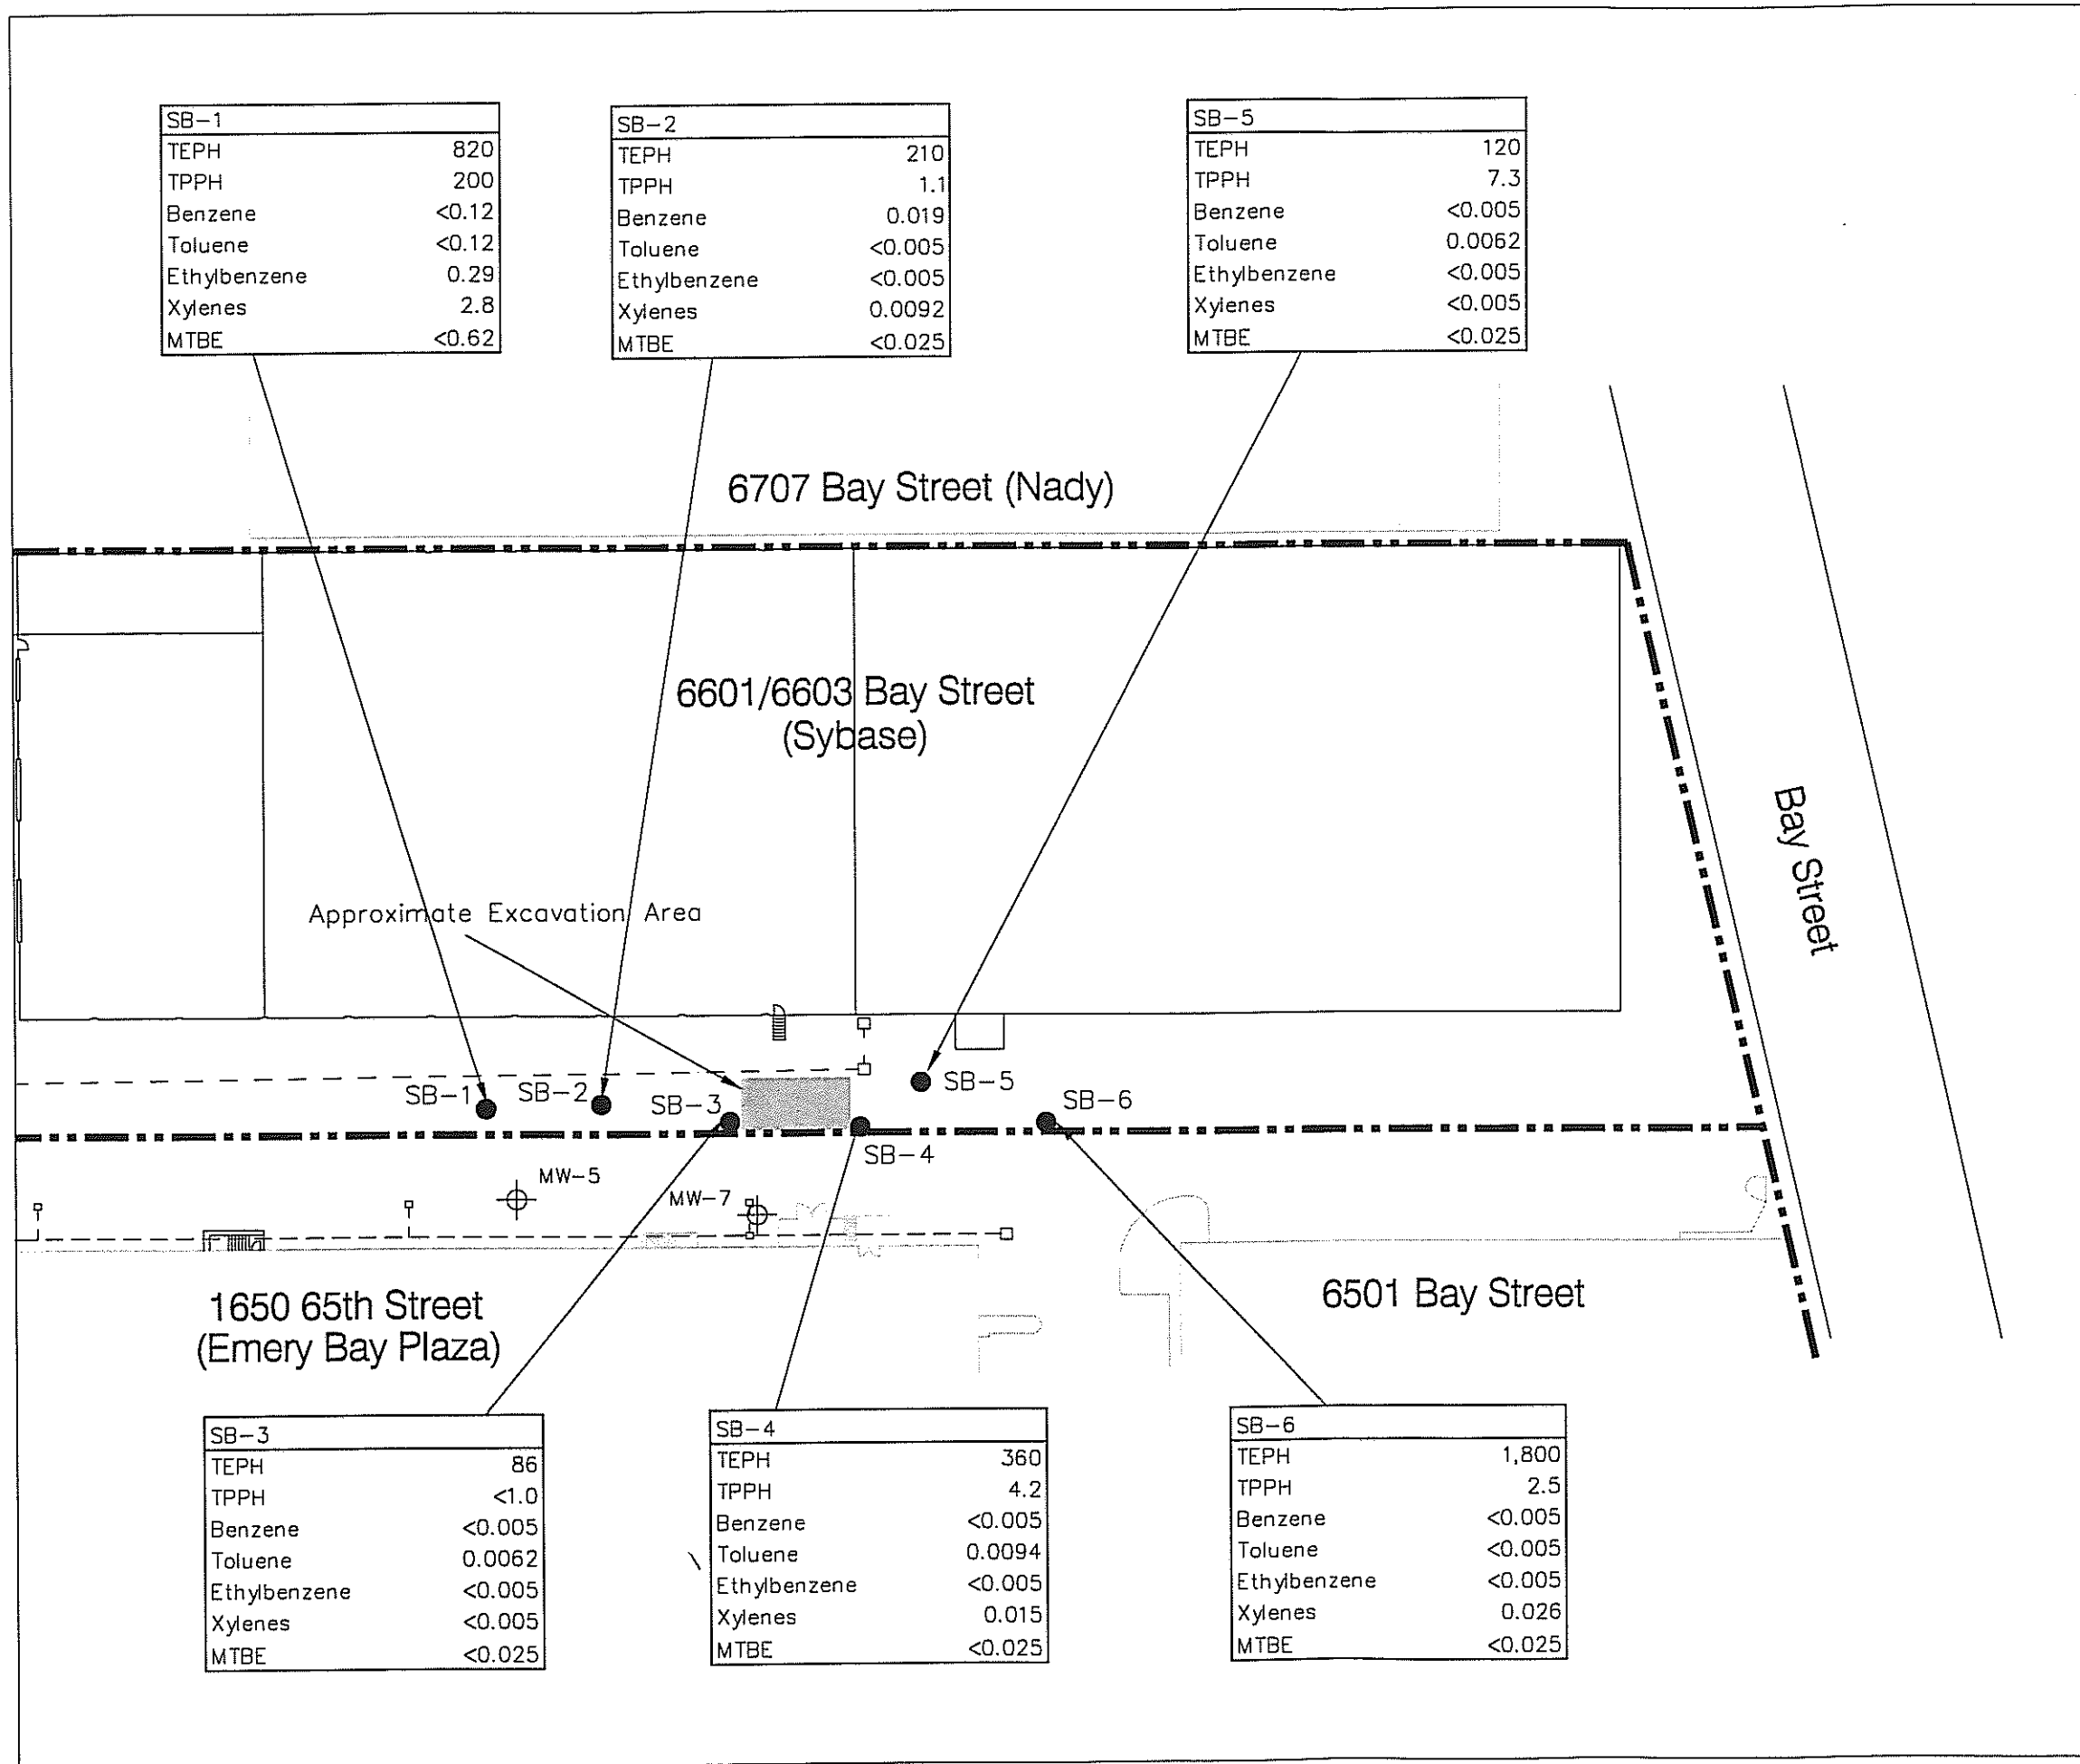 SB-1
TEPH 820
TPPH 200
Benzene <0.12
Toluene <0.12
Ethylbenzene 0.29
Xylenes 2.8
MTBE <0.62
SB-2
TEPH 210
TPPH 1.1
Benzene 0.019
Toluene <0.005
Ethylbenzene <0.005
Xylenes 0.0092
MTBE <0.025
SB-5
TEPH 120
TPPH 7.3
Benzene <0.005
Toluene 0.0062
Ethylbenzene <0.005
Xylenes <0.005
MTBE <0.025
6707 Bay Street (Nady)
6601/6603 Bay Street
(Sybase)
Bay Street
Approximate Excavation Area
SB-1
SB-2
SB-3
SB-5
SB-6
SB-4
MW-5
MW-7
1650 65th Street
(Emery Bay Plaza)
6501 Bay Street
SB-3
TEPH 86
TPPH <1.0
Benzene <0.005
Toluene 0.0062
Ethylbenzene <0.005
Xylenes <0.005
MTBE <0.025
SB-4
TEPH 360
TPPH 4.2
Benzene <0.005
Toluene 0.0094
Ethylbenzene <0.005
Xylenes 0.015
MTBE <0.025
SB-6
TEPH 1,800
TPPH 2.5
Benzene <0.005
Toluene <0.005
Ethylbenzene <0.005
Xylenes 0.026
MTBE <0.025